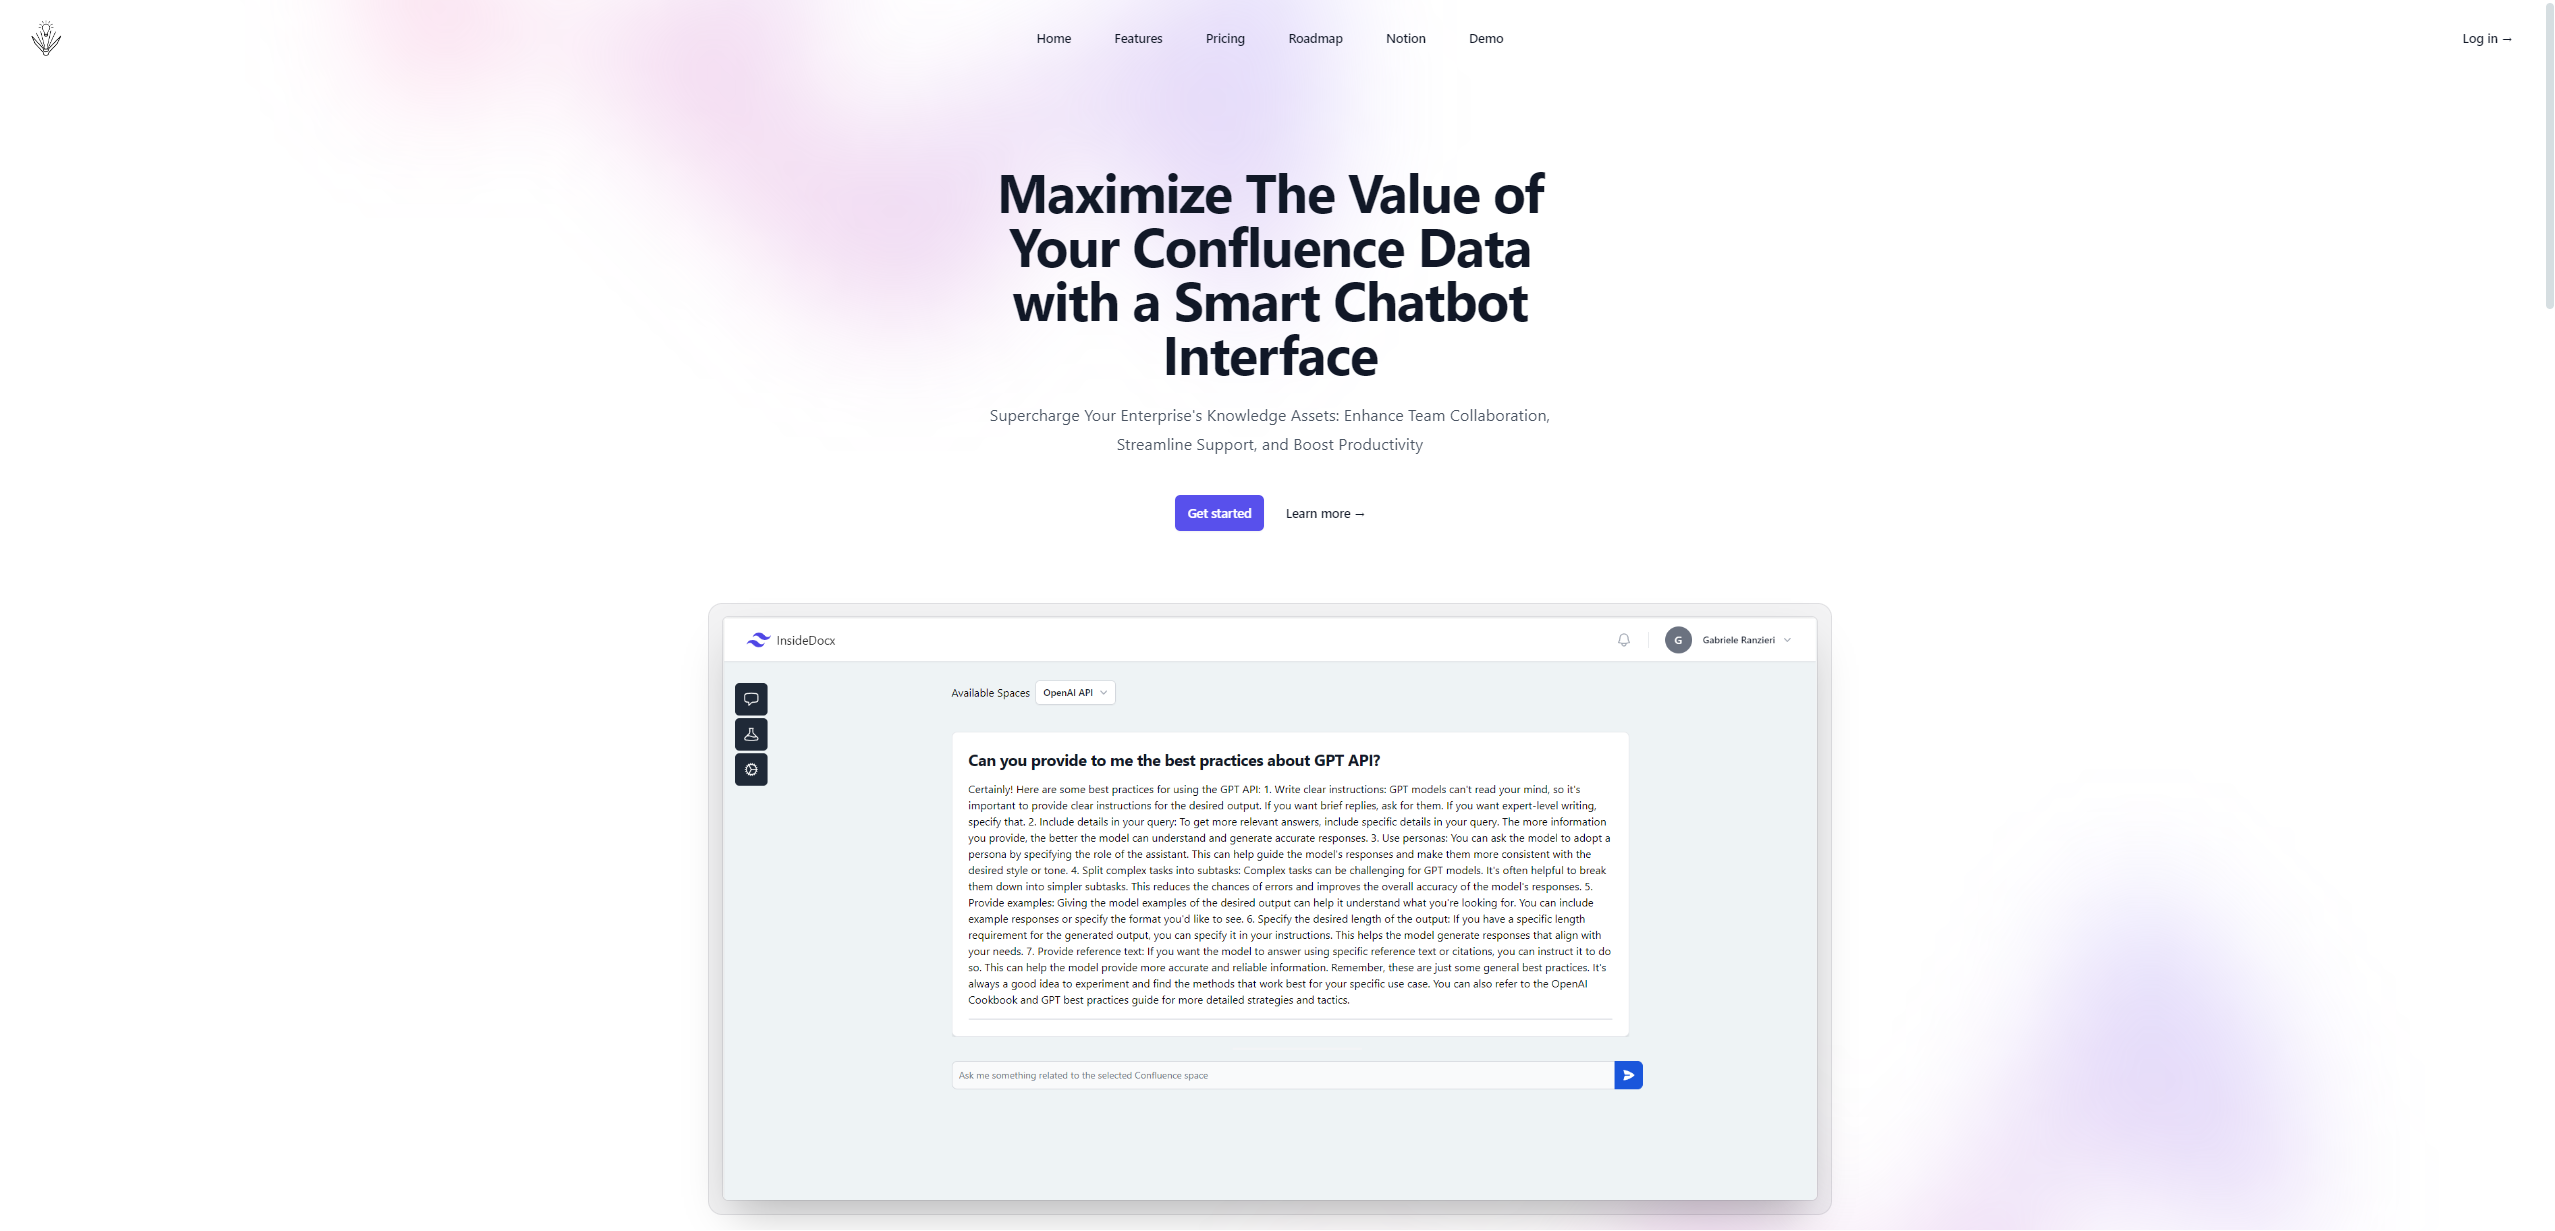 Home Features Pricing Roadmap Notion Demo Log in →
Maximize The Value of
Your Confluence Data
with a Smart Chatbot
Interface
Supercharge Your Enterprise's Knowledge Assets: Enhance Team Collaboration,
Streamline Support, and Boost Productivity
Get started Learn more →
InsideDocx G Gabriele Ranzieri
Available Spaces OpenAI API
Can you provide to me the best practices about GPT API?
Certainly! Here are some best practices for using the GPT API: 1. Write clear instructions: GPT models can't read your mind, so it's
important to provide clear instructions for the desired output. If you want brief replies, ask for them. If you want expert-level writing,
specify that. 2. Include details in your query: To get more relevant answers, include specific details in your query. The more information
you provide, the better the model can understand and generate accurate responses. 3. Use personas: You can ask the model to adopt a
persona by specifying the role of the assistant. This can help guide the model's responses and make them more consistent with the
desired style or tone. 4. Split complex tasks into subtasks: Complex tasks can be challenging for GPT models. It's often helpful to break
them down into simpler subtasks. This reduces the chances of errors and improves the overall accuracy of the model's responses. 5.
Provide examples: Giving the model examples of the desired output can help it understand what you're looking for. You can include
example responses or specify the format you'd like to see. 6. Specify the desired length of the output: If you have a specific length
requirement for the generated output, you can specify it in your instructions. This helps the model generate responses that align with
your needs. 7. Provide reference text: If you want the model to answer using specific reference text or citations, you can instruct it to do
so. This can help the model provide more accurate and reliable information. Remember, these are just some general best practices. It's
always a good idea to experiment and find the methods that work best for your specific use case. You can also refer to the OpenAI
Cookbook and GPT best practices guide for more detailed strategies and tactics.
Ask me something related to the selected Confluence space